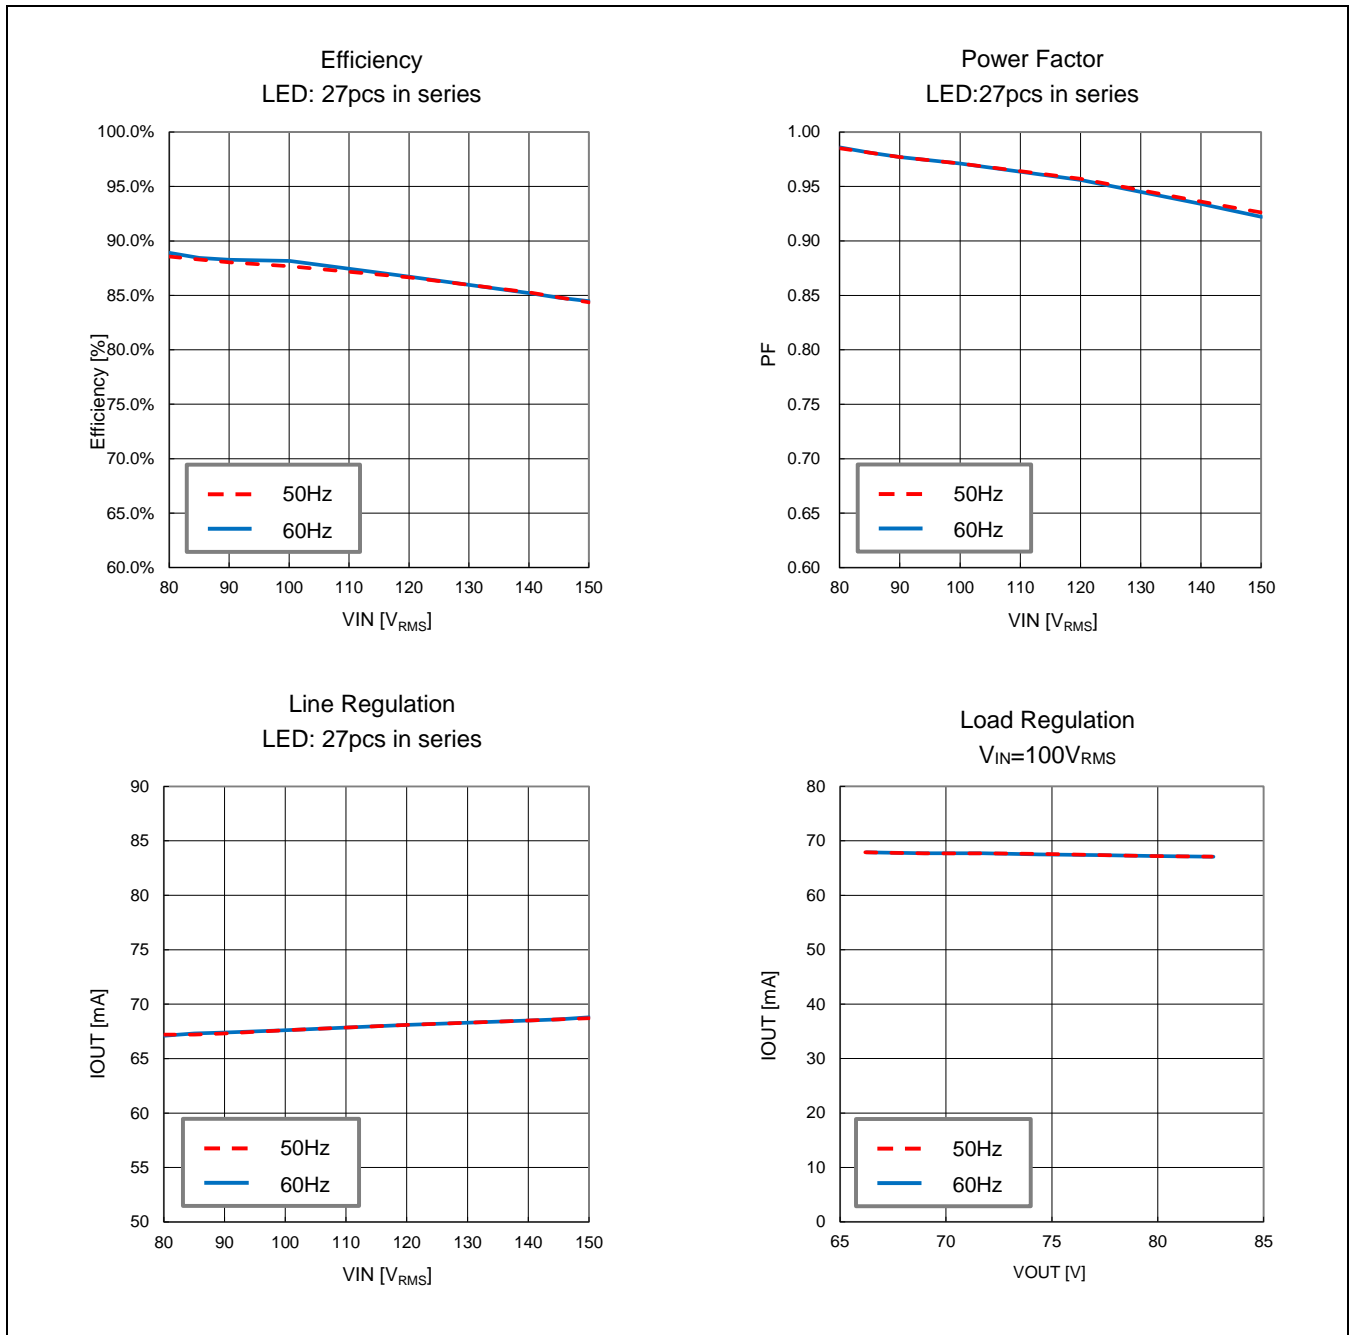 Efficiency
LED: 27pcs in series
100.0%
95.0%
90.0%
85.0%
80.0%
75.0%
70.0%
65.0%
60.0%
Efficiency [%]
50Hz
60Hz
80 90 100 110 120 130 140 150
VIN [VRMS]
Power Factor
LED:27pcs in series
1.00
0.95
0.90
0.85
0.80
0.75
0.70
0.65
0.60
PF
50Hz
60Hz
80 90 100 110 120 130 140 150
VIN [VRMS]
Line Regulation
LED: 27pcs in series
90
85
80
75
70
65
60
55
50
IOUT [mA]
50Hz
60Hz
80 90 100 110 120 130 140 150
VIN [VRMS]
Load Regulation
VIN=100VRMS
80
70
60
50
40
30
20
10
0
IOUT [mA]
50Hz
60Hz
65 70 75 80 85
VOUT [V]